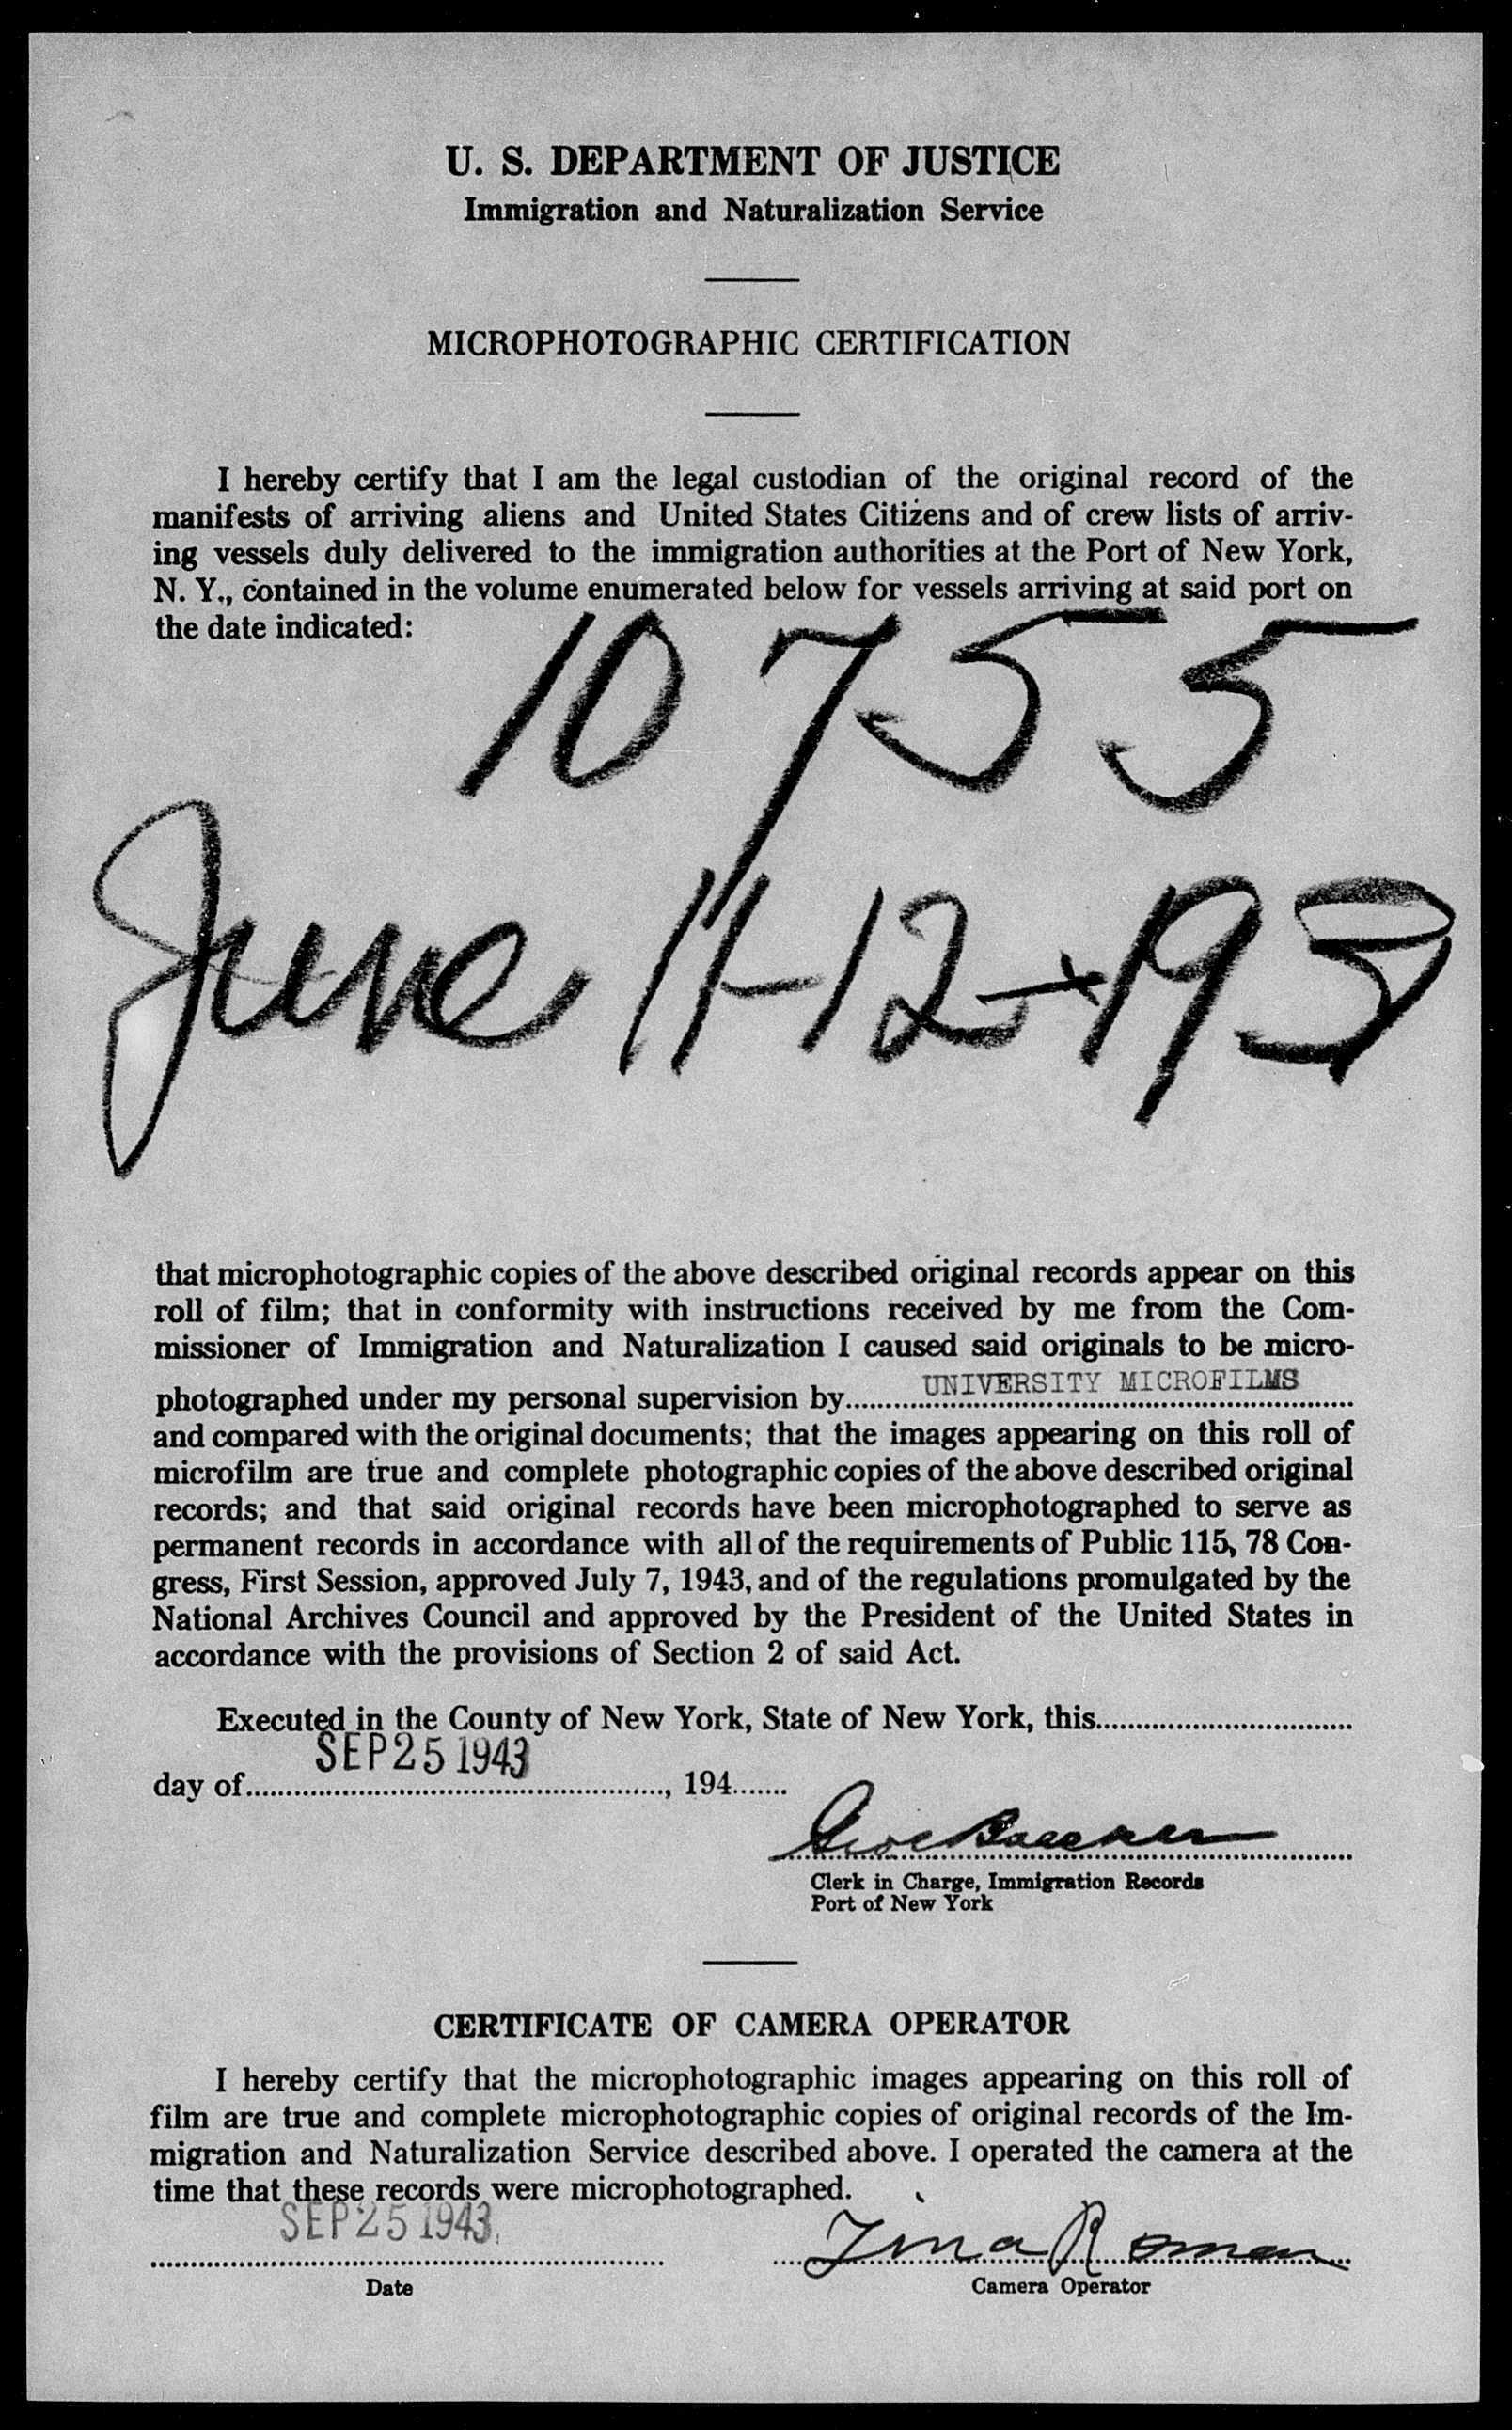 U. S. DEPARTMENT OF JUSTICE
Immigration and Naturalization Service
MICROPHOTOGRAPHIC CERTIFICATION
I hereby certify that I am the legal custodian of the original record of the
manifests of arriving aliens and United States Citizens and of crew lists of arriv-
ing vessels duly delivered to the immigration authorities at the Port of New York,
N. Y., contained in the volume enumerated below for vessels arriving at said port on
the date indicated:
10755
June 11-12-
that microphotographic copies of the above described original records appear on this
roll of film; that in conformity with instructions received by me from the Com-
missioner of Immigration and Naturalization I caused said originals to be micro-
photographed under my personal supervision by UNIVERSITY MICROFILMS
and compared with the original documents; that the images appearing on this roll of
microfilm are true and complete photographic copies of the above described original
records; and that said original records have been microphotographed to serve as
permanent records in accordance with all of the requirements of Public 115, 78 Con-
gress, First Session, approved July 7, 1943, and of the regulations promulgated by the
National Archives Council and approved by the President of the United States in
accordance with the provisions of Section 2 of said Act.
Executed in the County of New York, State of New York, this
SEP 25 1943
day of , 194
Clerk in Charge, Immigration Records
Port of New York
CERTIFICATE OF CAMERA OPERATOR
I hereby certify that the microphotographic images appearing on this roll of
film are true and complete microphotographic copies of original records of the Im-
migration and Naturalization Service described above. I operated the camera at the
time that these records were microphotographed.
SEP 25 1943 Tina Roman
Date Camera Operator